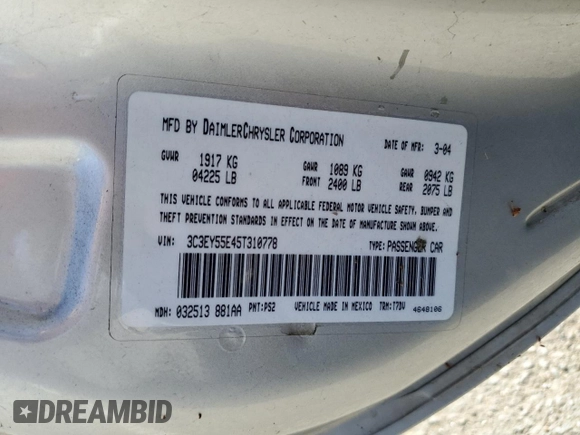 MFD BY DAIMLERCHRYSLER CORPORATION DATE OF MFR: 3-04
GVWR 1917 KG GAWR 1089 KG GAWR 0942 KG
04225 LB FRONT 2400 LB REAR 2075 LB
THIS VEHICLE CONFORMS TO ALL APPLICABLE FEDERAL MOTOR VEHICLE SAFETY, BUMPER AND
THEFT PREVENTION STANDARDS IN EFFECT ON THE DATE OF MANUFACTURE SHOWN ABOVE.
VIN: 3C3EY55E45T310778 TYPE: PASSENGER CAR
MDH: 032513 881AA PNT: PS2 VEHICLE MADE IN MEXICO TRM: T7DV 4648106
DREAMBID